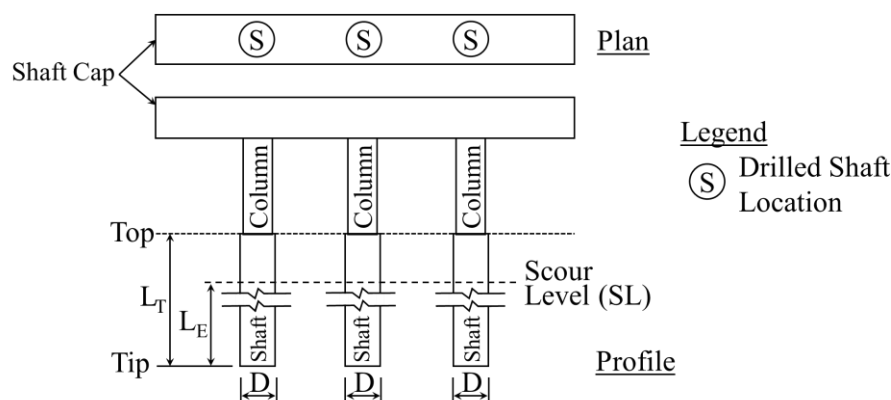 S S S
Plan
Shaft Cap
Legend
S Drilled Shaft
Location
Column Column Column
Top
Scour
Level (SL)
L_T
L_E
Shaft Shaft Shaft
Tip
Profile
D D D